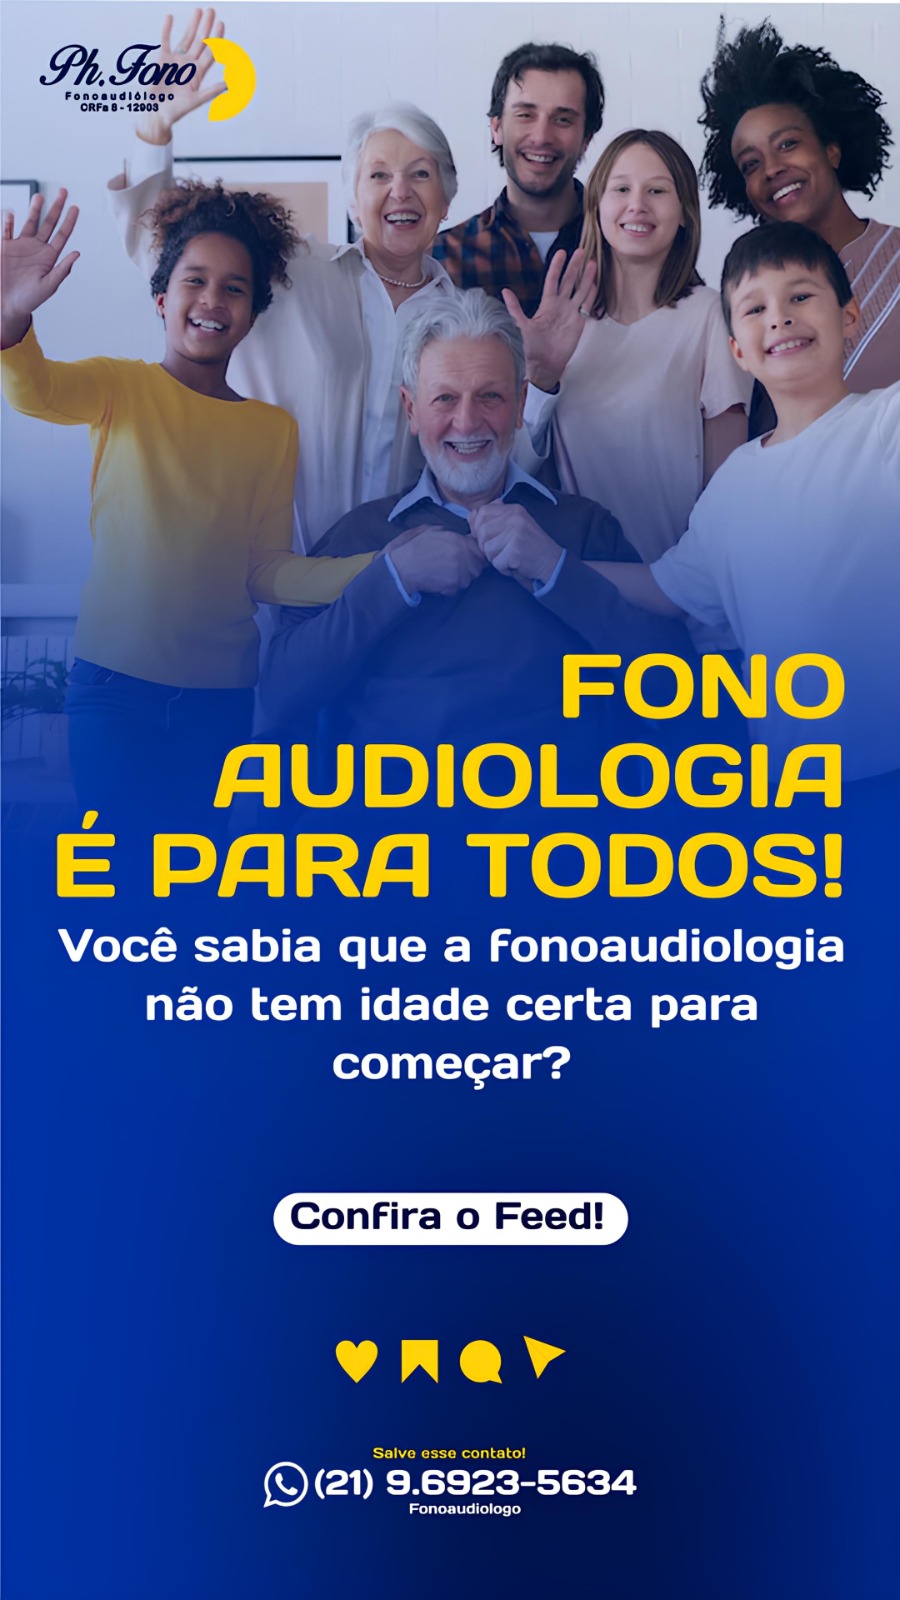 Ph. Fono
Fonoaudiólogo
CRFa 8 - 12903
FONO
AUDIOLOGIA
É PARA TODOS!
Você sabia que a fonoaudiologia
não tem idade certa para
começar?
Confira o Feed!
Salve esse contato!
(21) 9.6923-5634
Fonoaudiologo